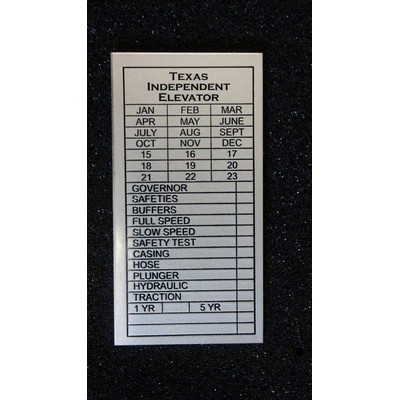 TEXAS
INDEPENDENT
ELEVATOR
JAN FEB MAR
APR MAY JUNE
JULY AUG SEPT
OCT NOV DEC
15 16 17
18 19 20
21 22 23
GOVERNOR
SAFETIES
BUFFERS
FULL SPEED
SLOW SPEED
SAFETY TEST
CASING
HOSE
PLUNGER
HYDRAULIC
TRACTION
1 YR 5 YR